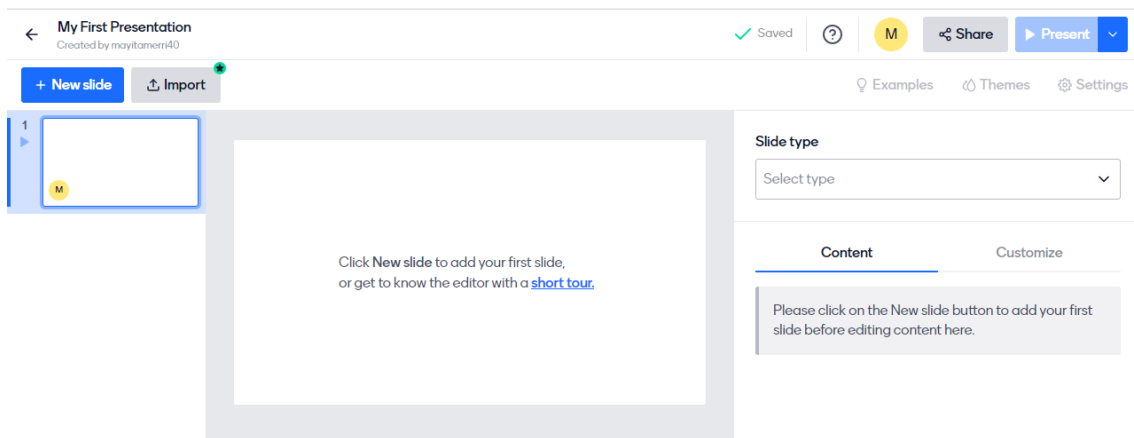 My First Presentation
Created by mayitamerri40
Saved
M
Share
Present
+ New slide
Import
Examples
Themes
Settings
1
M
Click New slide to add your first slide,
or get to know the editor with a short tour.
Slide type
Select type
Content
Customize
Please click on the New slide button to add your first
slide before editing content here.